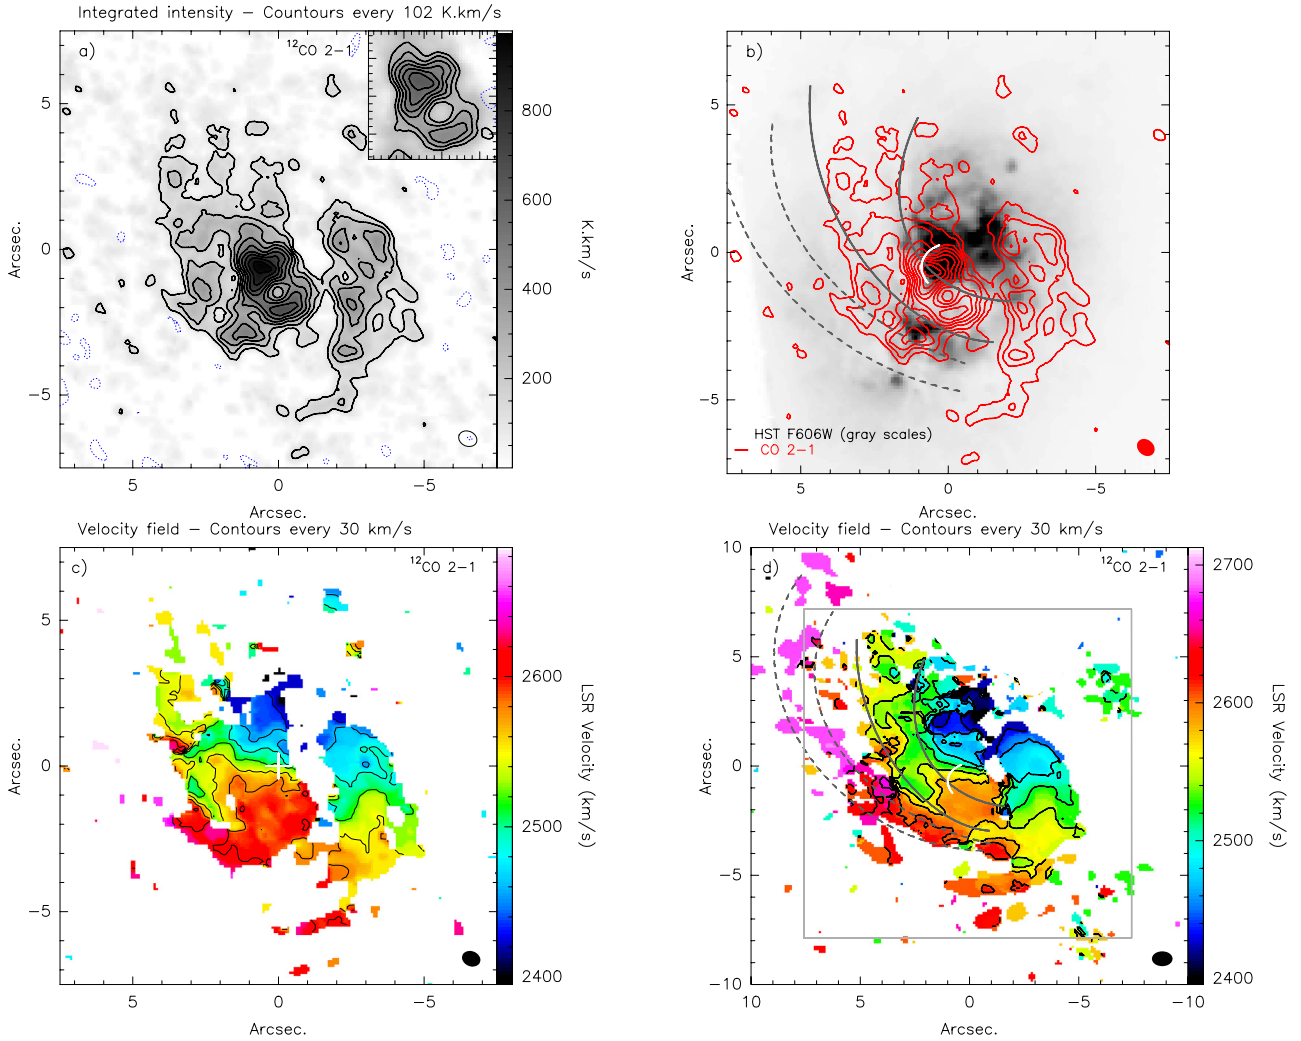 Integrated intensity − Countours every 102 K.km/s
a)
¹²CO 2−1
5
0
−5
Arcsec.
5
0
−5
Arcsec.
800
600
400
200
K.km/s
b)
5
0
−5
Arcsec.
HST F606W (gray scales)
CO 2−1
5
0
−5
Arcsec.
Velocity field − Contours every 30 km/s
c)
¹²CO 2−1
5
0
−5
Arcsec.
5
0
−5
Arcsec.
2600
2500
2400
LSR Velocity (km/s)
Velocity field − Contours every 30 km/s
d)
¹²CO 2−1
10
5
0
−5
−10
Arcsec.
10
5
0
−5
−10
Arcsec.
2700
2600
2500
2400
LSR Velocity (km/s)